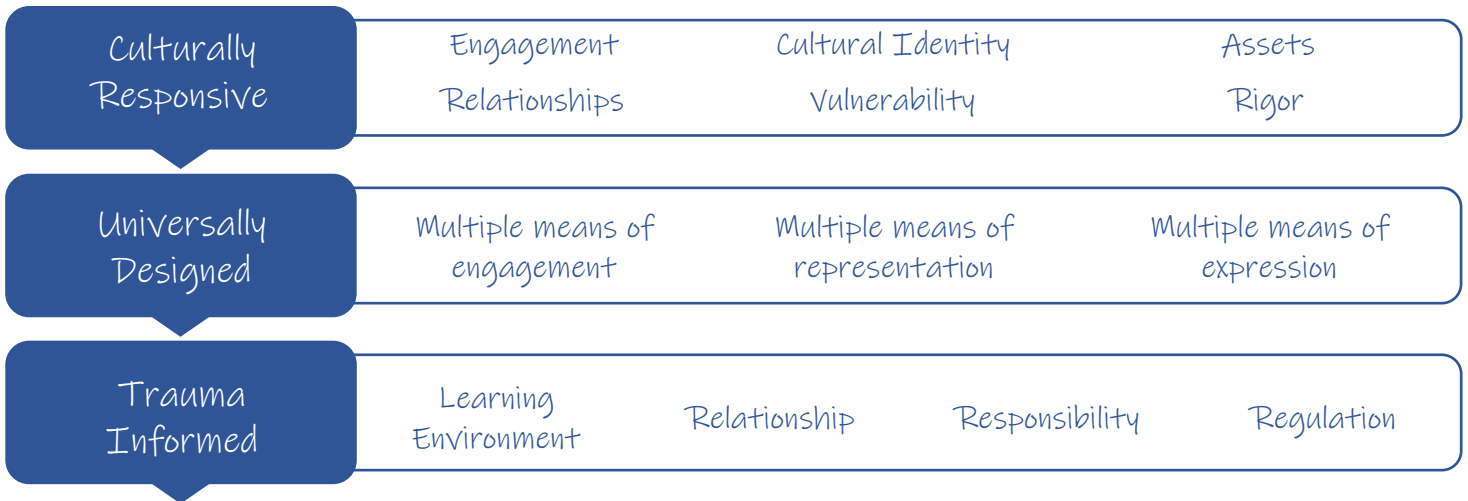 Culturally
Responsive
Engagement Cultural Identity Assets
Relationships Vulnerability Rigor
Universally
Designed
Multiple means of
engagement
Multiple means of
representation
Multiple means of
expression
Trauma
Informed
Learning
Environment
Relationship
Responsibility
Regulation